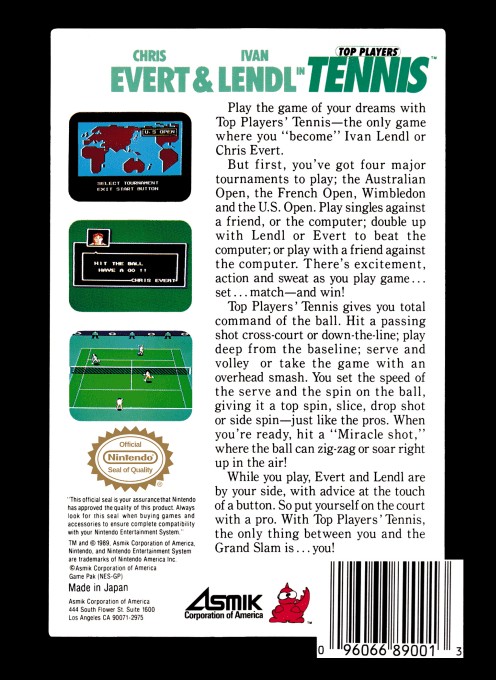 CHRIS IVAN TOP PLAYERS
EVERT & LENDL IN TENNIS™
Play the game of your dreams with
Top Players' Tennis—the only game
where you "become" Ivan Lendl or
Chris Evert.
But first, you've got four major
tournaments to play; the Australian
Open, the French Open, Wimbledon
and the U.S. Open. Play singles against
a friend, or the computer; double up
with Lendl or Evert to beat the
computer; or play with a friend against
the computer. There's excitement,
action and sweat as you play game...
set...match—and win!
Top Players' Tennis gives you total
command of the ball. Hit a passing
shot cross-court or down-the-line; play
deep from the baseline; serve and
volley or take the game with an
overhead smash. You set the speed of
the serve and the spin on the ball,
giving it a top spin, slice, drop shot
or side spin—just like the pros. When
you're ready, hit a "Miracle shot,"
where the ball can zig-zag or soar right
up in the air!
While you play, Evert and Lendl are
by your side, with advice at the touch
of a button. So put yourself on the court
with a pro. With Top Players' Tennis,
the only thing between you and the
Grand Slam is...you!
U·S OPEN
SELECT TOURNAMENT
EXIT START BUTTON
HIT THE BALL
HAVE A GO !!
—CHRIS EVERT
Official
Nintendo
Seal of Quality
®
"This official seal is your assurance that Nintendo
has approved the quality of this product. Always
look for this seal when buying games and
accessories to ensure complete compatibility
with your Nintendo Entertainment System."
TM and © 1989, Asmik Corporation of America,
Nintendo, and Nintendo Entertainment System
are trademarks of Nintendo America Inc.
©Asmik Corporation of America
Game Pak (NES-GP)
Made in Japan
Asmik Corporation of America
444 South Flower St. Suite 1600
Los Angeles CA 90071-2975
ASMIK
Corporation of America
™
0 96066 89001 3